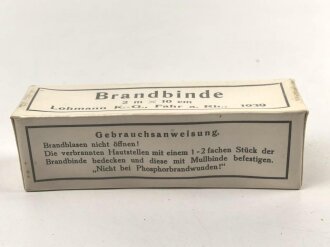 Brandbinde
2 m × 10 cm
Lohmann K.-G., Fahr a. Rh., 1939
Gebrauchsanweisung.
Brandblasen nicht öffnen!
Die verbrannten Hautstellen mit einem 1-2 fachen Stück der
Brandbinde bedecken und diese mit Mullbinde befestigen.
„Nicht bei Phosphorbrandwunden!"